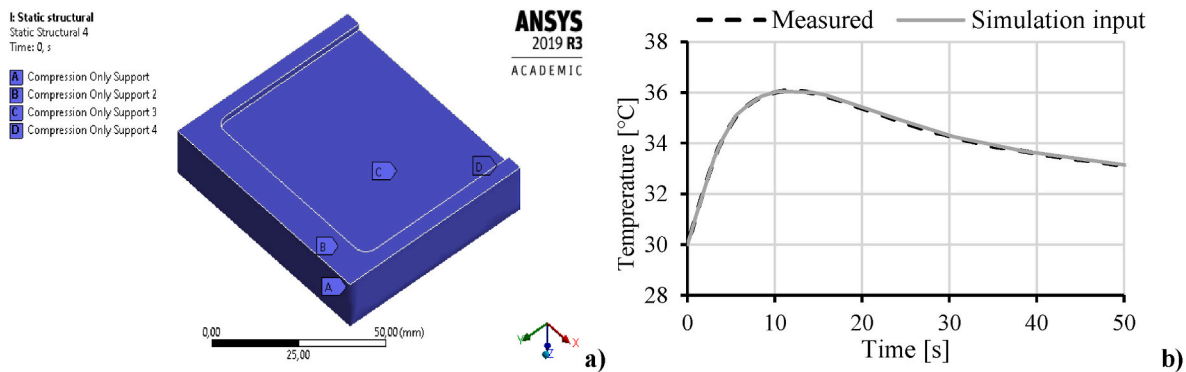 I: Static structural
Static Structural 4
Time: 0, s
A Compression Only Support
B Compression Only Support 2
C Compression Only Support 3
D Compression Only Support 4
ANSYS
2019 R3
ACADEMIC
C
D
B
A
0,00
50,00 (mm)
25,00
Y
Z
X
a)
Measured
Simulation input
Temprerature [°C]
38
36
34
32
30
28
0 10 20 30 40 50
Time [s]
b)